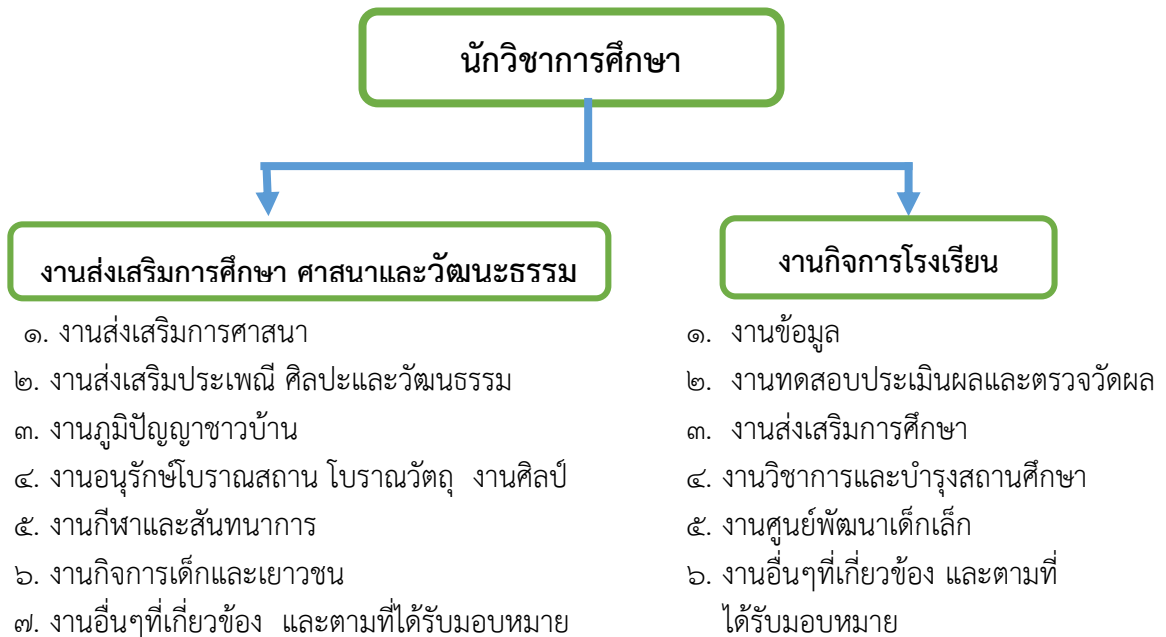 นักวิชาการศึกษา
งานส่งเสริมการศึกษา ศาสนาและวัฒนะธรรม
๑. งานส่งเสริมการศาสนา
๒. งานส่งเสริมประเพณี ศิลปะและวัฒนธรรม
๓. งานภูมิปัญญาชาวบ้าน
๔. งานอนุรักษ์โบราณสถาน โบราณวัตถุ งานศิลป์
๕. งานกีฬาและสันทนาการ
๖. งานกิจการเด็กและเยาวชน
๗. งานอื่นๆที่เกี่ยวข้อง และตามที่ได้รับมอบหมาย
งานกิจการโรงเรียน
๑. งานข้อมูล
๒. งานทดสอบประเมินผลและตรวจวัดผล
๓. งานส่งเสริมการศึกษา
๔. งานวิชาการและบำรุงสถานศึกษา
๕. งานศูนย์พัฒนาเด็กเล็ก
๖. งานอื่นๆที่เกี่ยวข้อง และตามที่
ได้รับมอบหมาย